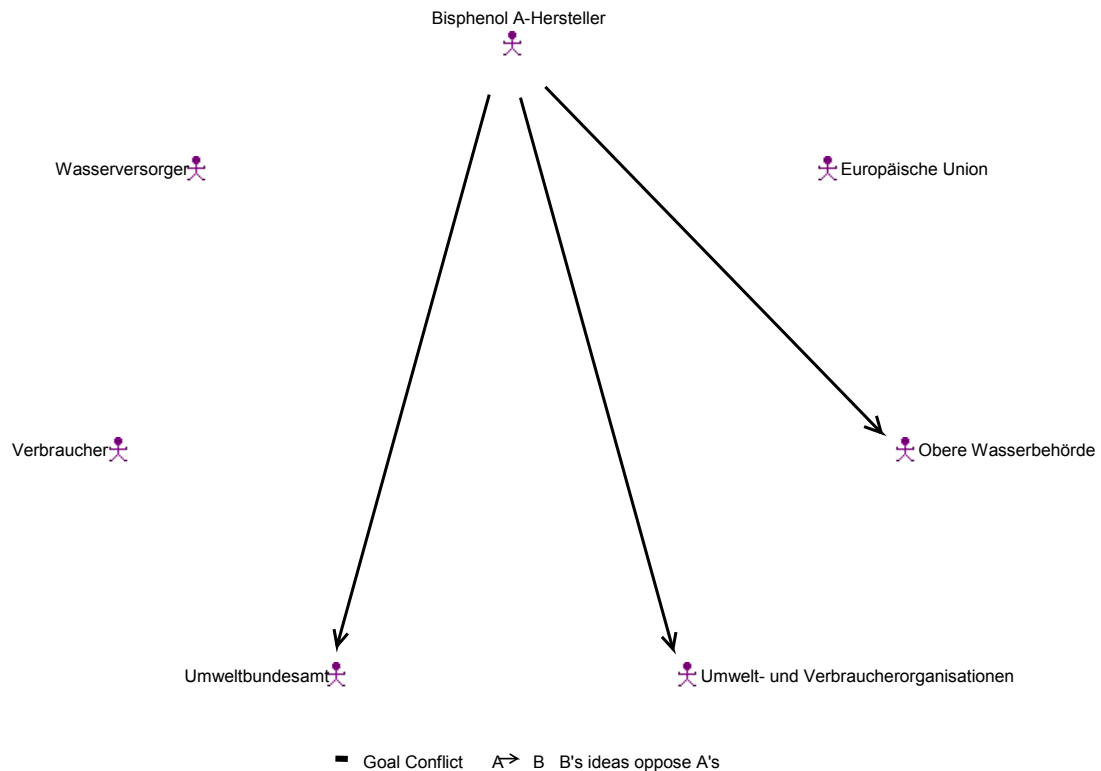 Bisphenol A-Hersteller
Wasserversorger
Europäische Union
Verbraucher
Obere Wasserbehörde
Umweltbundesamt
Umwelt- und Verbraucherorganisationen
Goal Conflict A B B's ideas oppose A's